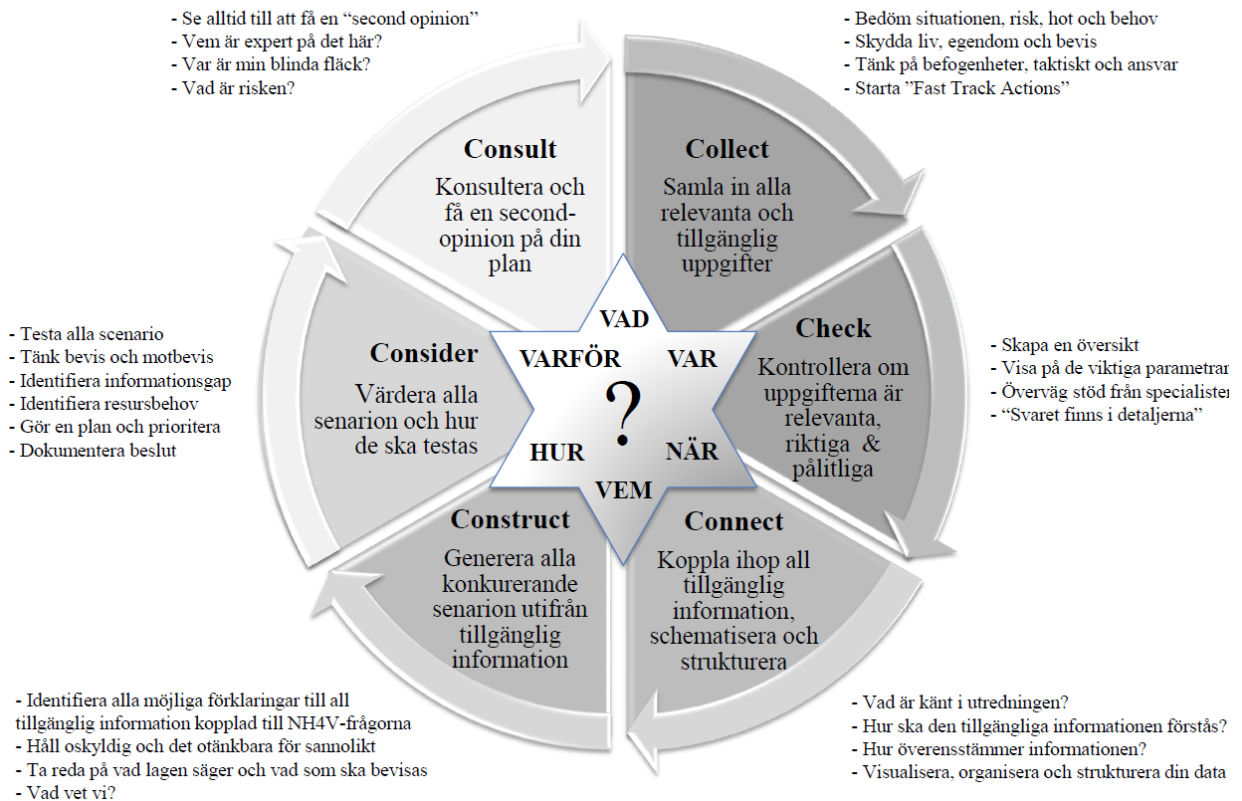 - Se alltid till att få en “second opinion”
- Vem är expert på det här?
- Var är min blinda fläck?
- Vad är risken?
- Bedöm situationen, risk, hot och behov
- Skydda liv, egendom och bevis
- Tänk på befogenheter, taktiskt och ansvar
- Starta ”Fast Track Actions”
Consult
Konsultera och
få en second-
opinion på din
plan
Collect
Samla in alla
relevanta och
tillgänglig
uppgifter
- Testa alla scenario
- Tänk bevis och motbevis
- Identifiera informationsgap
- Identifiera resursbehov
- Gör en plan och prioritera
- Dokumentera beslut
Consider
Värdera alla
senarion och hur
de ska testas
VAD
VARFÖR
VAR
?
HUR
NÄR
VEM
Check
Kontrollera om
uppgifterna är
relevanta,
riktiga &
pålitliga
- Skapa en översikt
- Visa på de viktiga parametrar
- Överväg stöd från specialister
- “Svaret finns i detaljerna”
Construct
Generera alla
konkurerande
senarion utifrån
tillgänglig
information
Connect
Koppla ihop all
tillgänglig
information,
schematisera och
strukturera
- Identifiera alla möjliga förklaringar till all
tillgänglig information kopplad till NH4V-frågorna
- Håll oskyldig och det otänkbara för sannolikt
- Ta reda på vad lagen säger och vad som ska bevisas
- Vad vet vi?
- Vad är känt i utredningen?
- Hur ska den tillgängliga informationen förstås?
- Hur överensstämmer informationen?
- Visualisera, organisera och strukturera din data